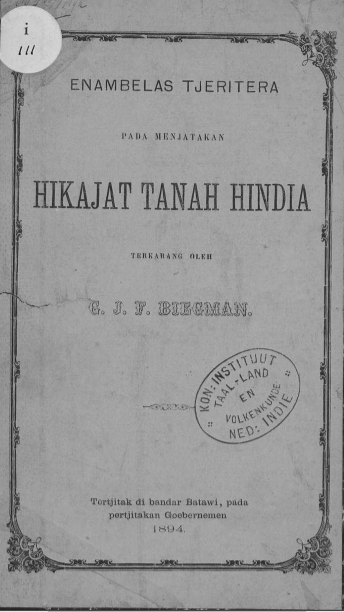 i
111
ENAMBELAS TJERITERA
PADA MENJATAKAN
HIKAJAT TANAH HINDIA
TERKARANG OLEH
G. J. F. BIEGMAN.
KON: INSTITUUT
TAAL-LAND
EN
VOLKENKUNDE
NED: INDIE
Tertjitak di bandar Batawi, pada
pertjitakan Goebernemen
1894.